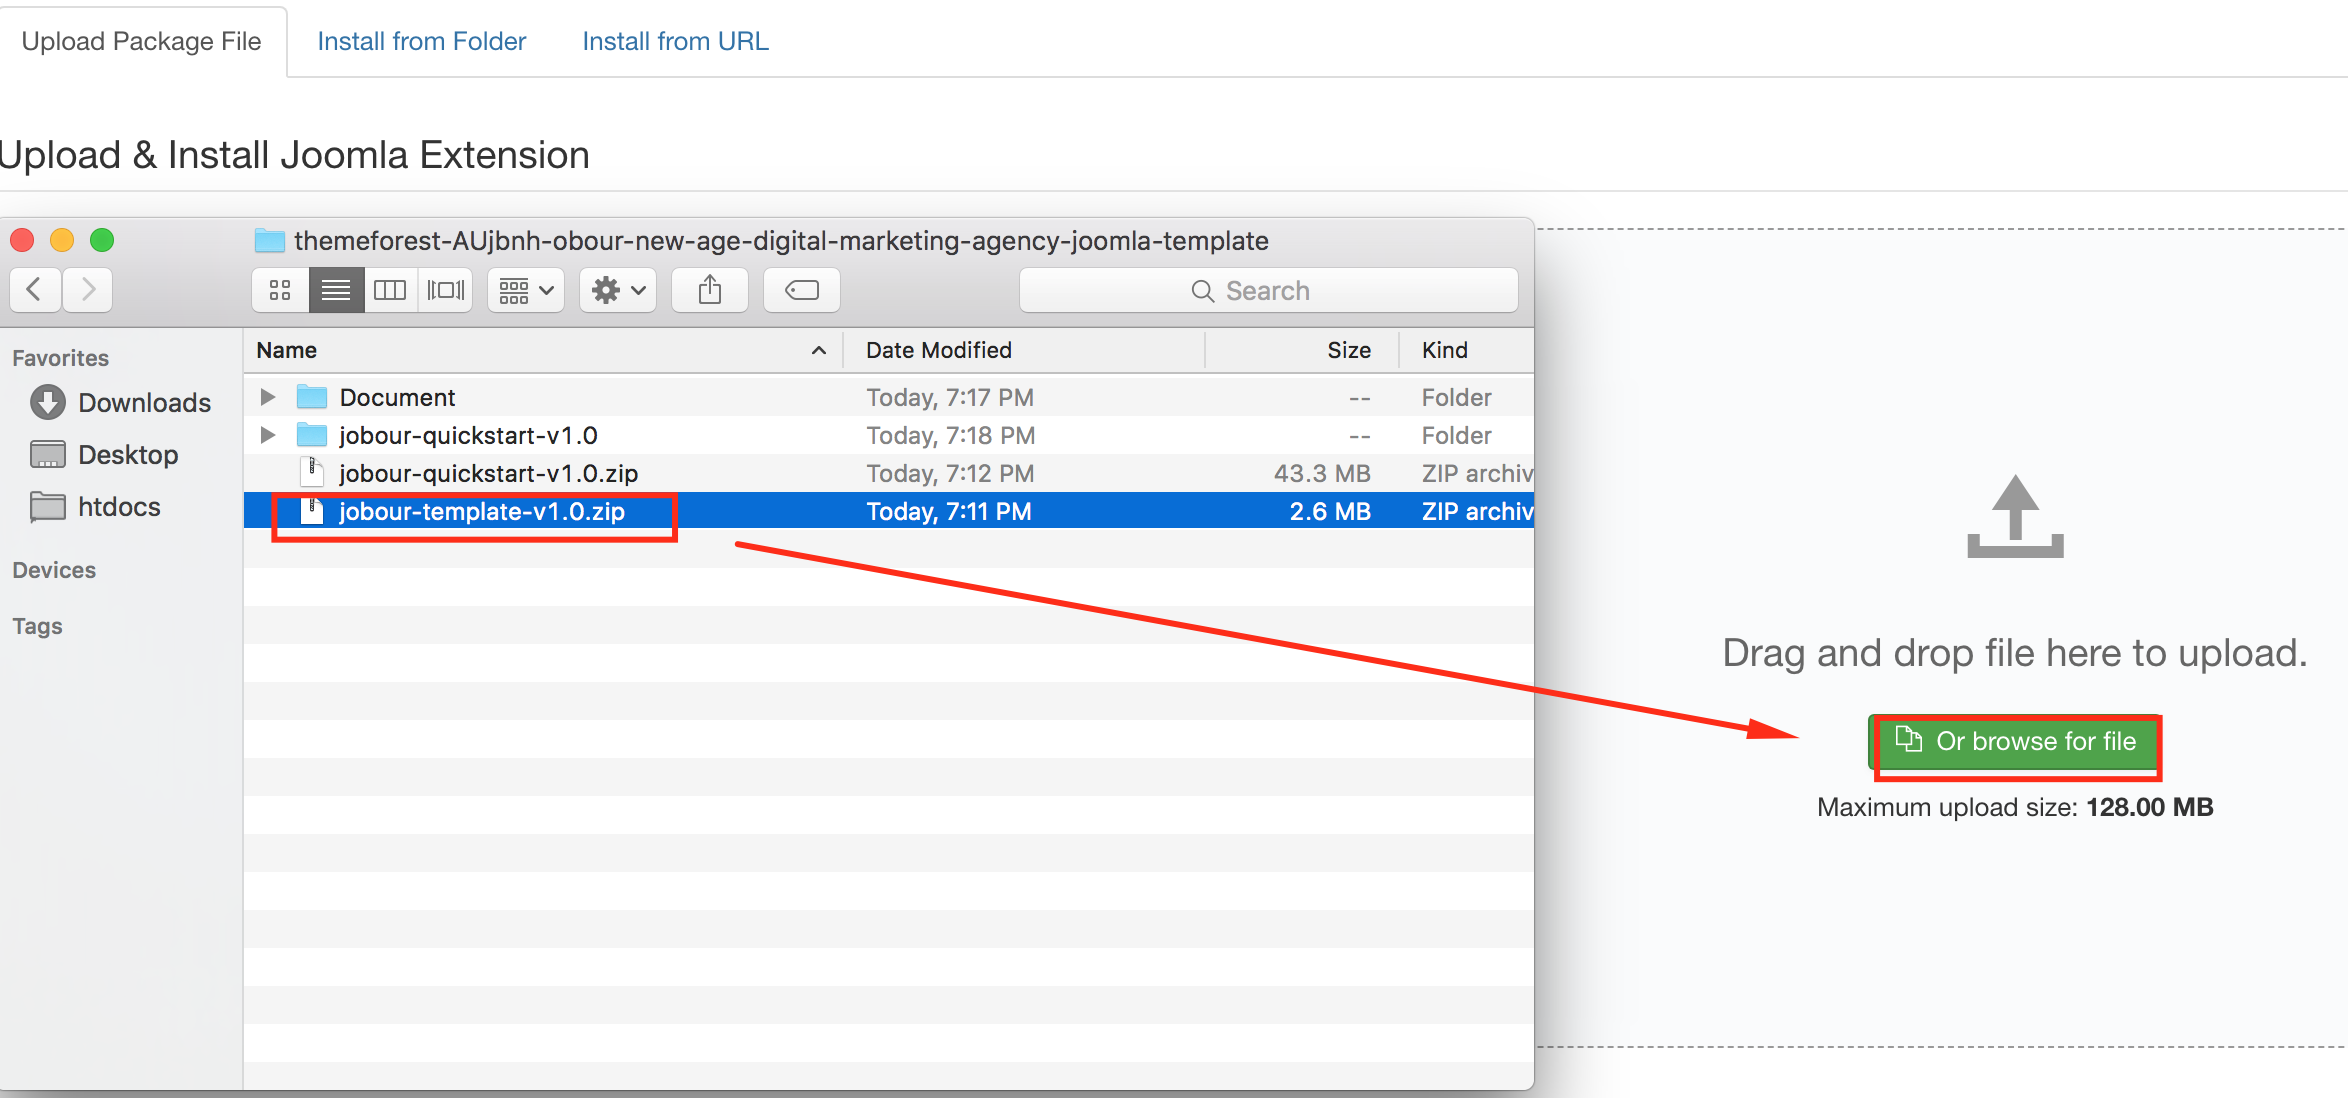 Upload Package File Install from Folder Install from URL
Upload & Install Joomla Extension
themeforest-AUjbnh-obour-new-age-digital-marketing-agency-joomla-template
Search
Favorites
Downloads
Desktop
htdocs
Devices
Tags
Name Date Modified Size Kind
Document Today, 7:17 PM -- Folder
jobour-quickstart-v1.0 Today, 7:18 PM -- Folder
jobour-quickstart-v1.0.zip Today, 7:12 PM 43.3 MB ZIP archiv
jobour-template-v1.0.zip Today, 7:11 PM 2.6 MB ZIP archiv
Drag and drop file here to upload.
Or browse for file
Maximum upload size: 128.00 MB